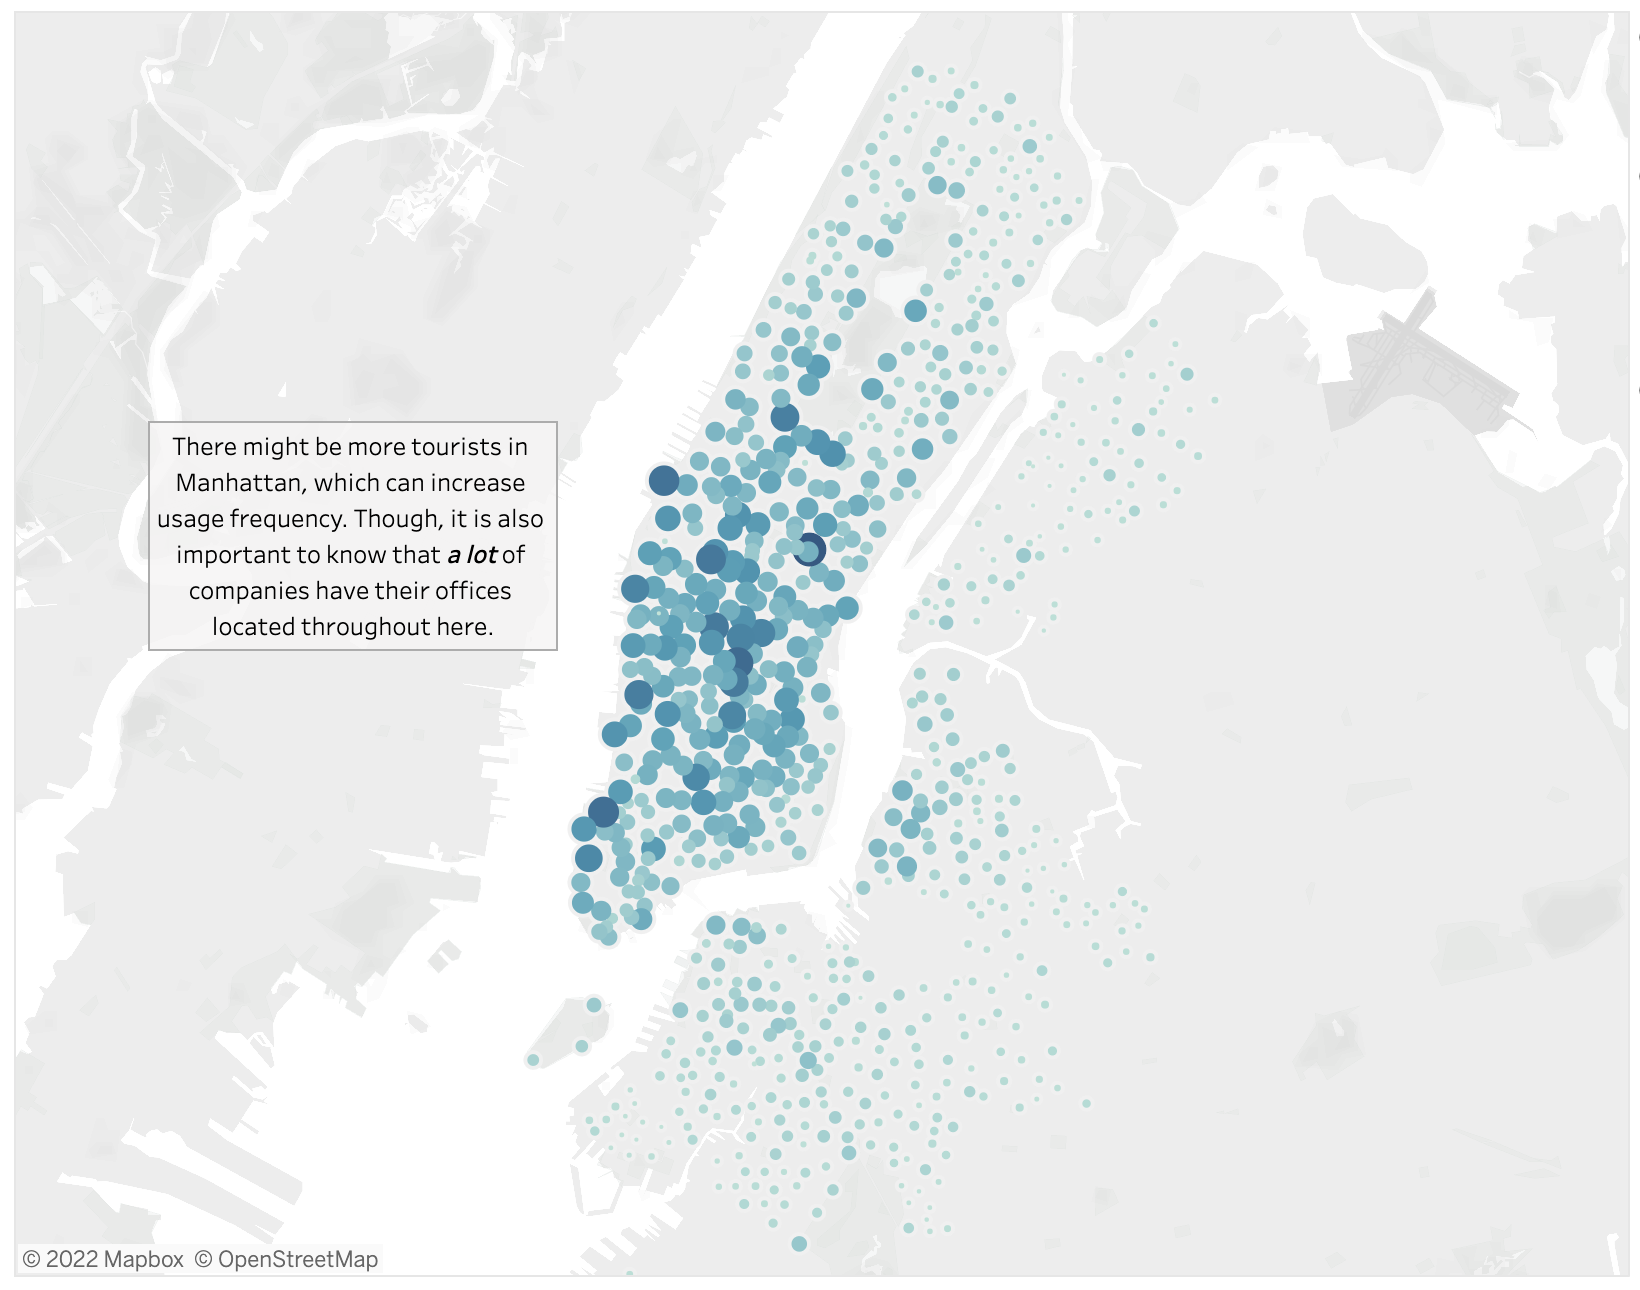 There might be more tourists in
Manhattan, which can increase
usage frequency. Though, it is also
important to know that a lot of
companies have their offices
located throughout here.
© 2022 Mapbox © OpenStreetMap